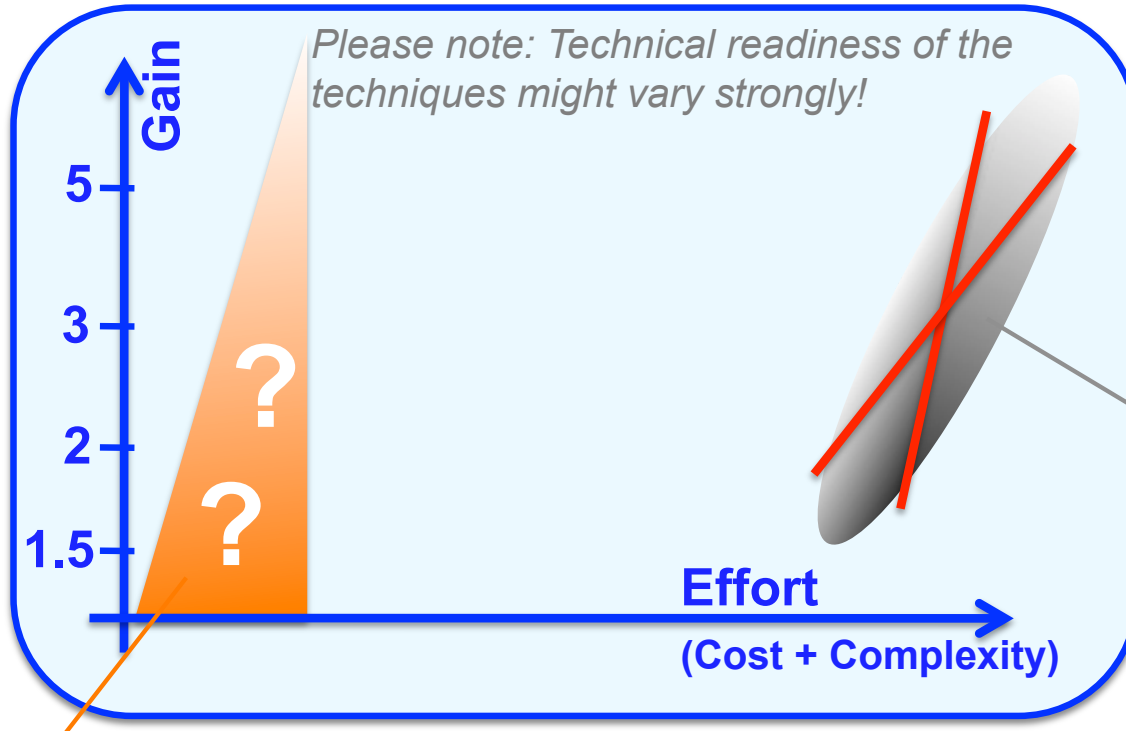 Please note: Technical readiness of the
techniques might vary strongly!
Gain
5
3
2
1.5
?
?
Effort
(Cost + Complexity)